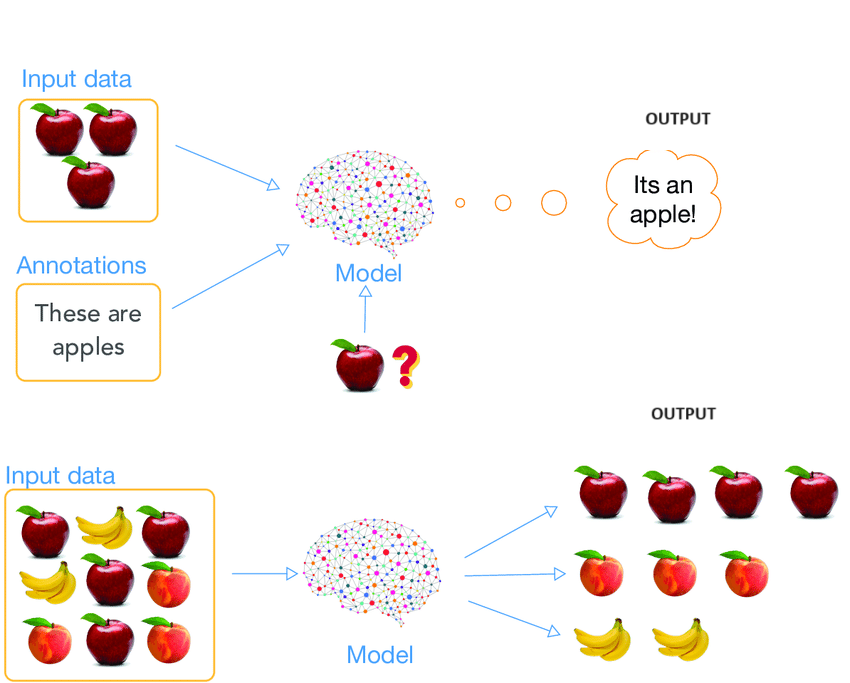 Input data
OUTPUT
Its an
apple!
Annotations
Model
These are
apples
?
OUTPUT
Input data
Model